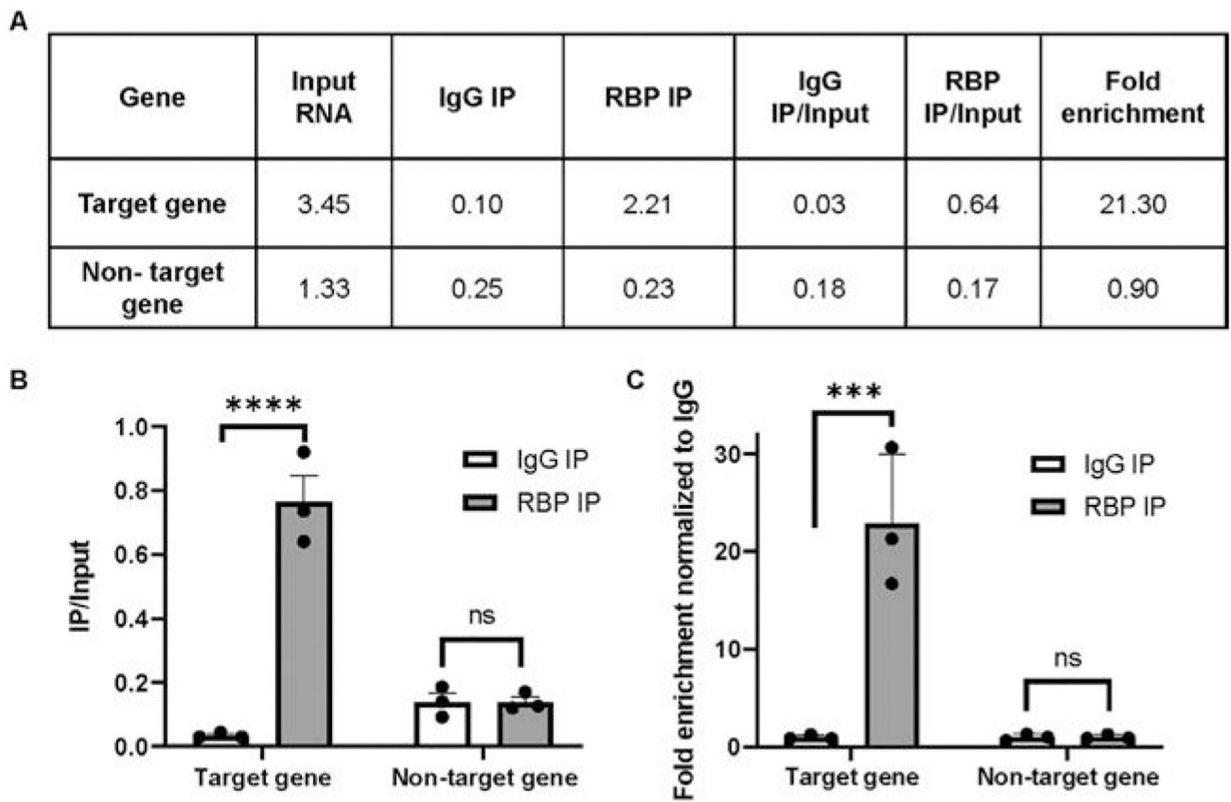 A
Gene
Input
RNA
IgG IP
RBP IP
IgG
IP/Input
RBP
IP/Input
Fold
enrichment
Target gene
3.45
0.10
2.21
0.03
0.64
21.30
Non- target
gene
1.33
0.25
0.23
0.18
0.17
0.90
B
****
1.0
0.8
0.6
0.4
0.2
0.0
IP/Input
IgG IP
RBP IP
ns
Target gene
Non-target gene
C
***
30
20
10
0
Fold enrichment normalized to IgG
IgG IP
RBP IP
ns
Target gene
Non-target gene